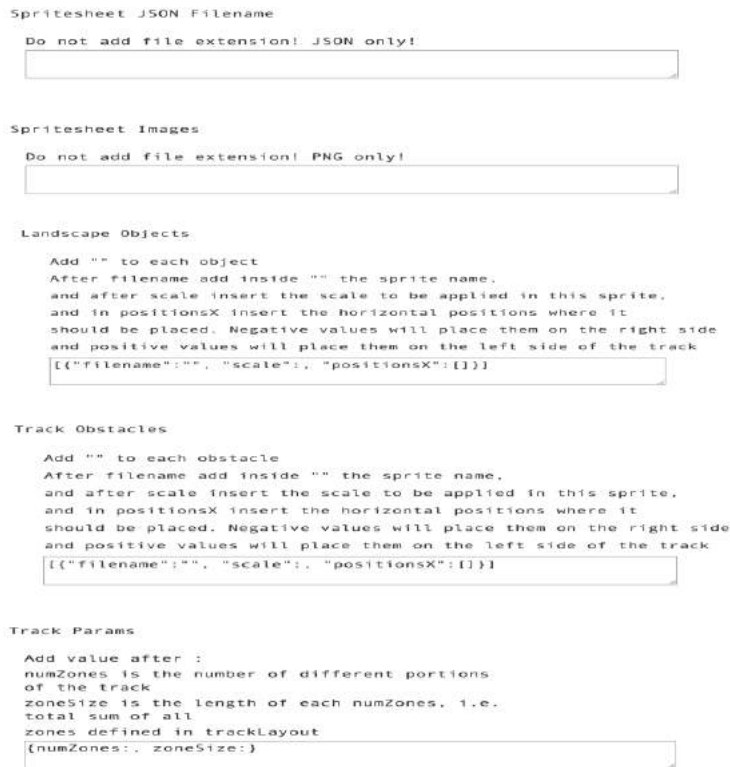 Spritesheet JSON Filename
Do not add file extension! JSON only!
Spritesheet Images
Do not add file extension! PNG only!
Landscape Objects
Add "" to each object
After filename add inside "" the sprite name,
and after scale insert the scale to be applied in this sprite,
and in positionsX insert the horizontal positions where it
should be placed. Negative values will place them on the right side
and positive values will place them on the left side of the track
[{"filename":"", "scale":, "positionsX":[]}]
Track Obstacles
Add "" to each obstacle
After filename add inside "" the sprite name,
and after scale insert the scale to be applied in this sprite,
and in positionsX insert the horizontal positions where it
should be placed. Negative values will place them on the right side
and positive values will place them on the left side of the track
[{"filename":"", "scale":, "positionsX":[]}]
Track Params
Add value after :
numZones is the number of different portions
of the track
zoneSize is the length of each numZones, i.e.
total sum of all
zones defined in trackLayout
{numZones:, zoneSize:}